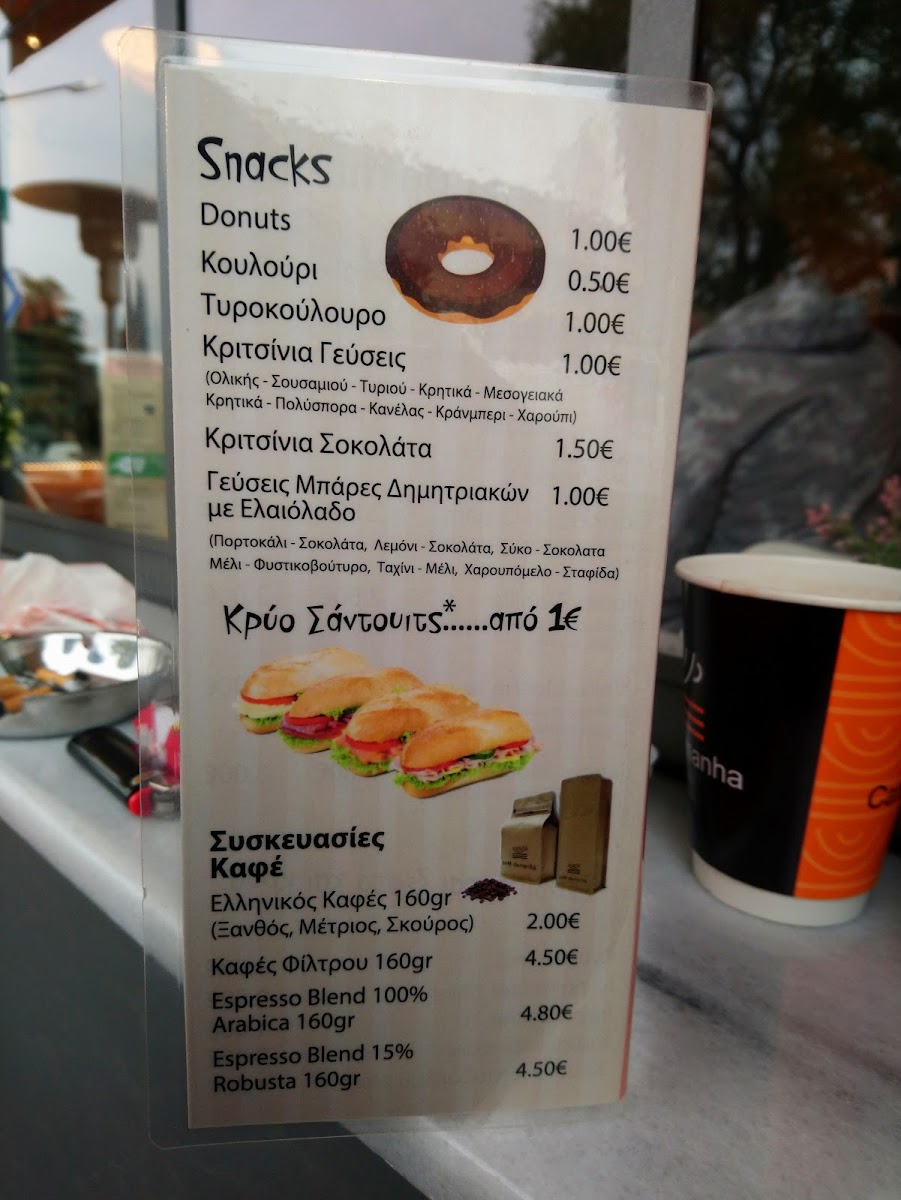 Snacks
Donuts 1.00€
Κουλούρι 0.50€
Τυροκούλουρο 1.00€
Κριτσίνια Γεύσεις 1.00€
(Ολικής - Σουσαμιού - Τυριού - Κρητικά - Μεσογειακά
Κρητικά - Πολύσπορα - Κανέλας - Κράνμπερι - Χαρούπι)
Κριτσίνια Σοκολάτα 1.50€
Γεύσεις Μπάρες Δημητριακών 1.00€
με Ελαιόλαδο
(Πορτοκάλι - Σοκολάτα, Λεμόνι - Σοκολάτα, Σύκο - Σοκολατα
Μέλι - Φυστικοβούτυρο, Ταχίνι - Μέλι, Χαρουπόμελο - Σταφίδα)
Κρύο Σάντουιτς*......από 1€
Συσκευασίες
Καφέ
Ελληνικός Καφές 160gr
(Ξανθός, Μέτριος, Σκούρος) 2.00€
Καφές Φίλτρου 160gr 4.50€
Espresso Blend 100%
Arabica 160gr 4.80€
Espresso Blend 15%
Robusta 160gr 4.50€